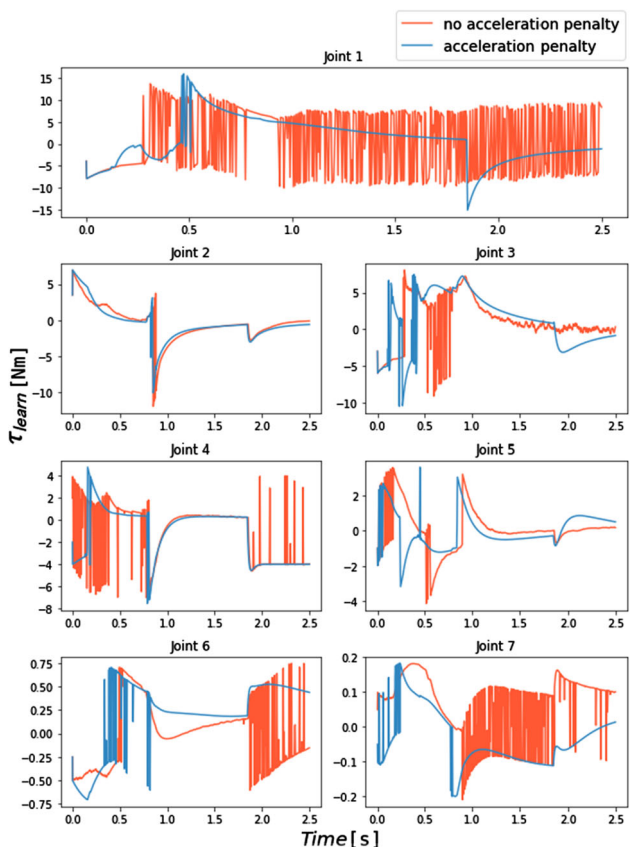 no acceleration penalty
acceleration penalty
Joint 1
15
10
5
0
−5
−10
−15
0.0 0.5 1.0 1.5 2.0 2.5
Joint 2 Joint 3
5
0
−5
−10
5
0
−5
−10
0.0 0.5 1.0 1.5 2.0 2.5
0.0 0.5 1.0 1.5 2.0 2.5
τlearn [Nm]
Joint 4 Joint 5
4
2
0
−2
−4
−6
−8
2
0
−2
−4
0.0 0.5 1.0 1.5 2.0 2.5
0.0 0.5 1.0 1.5 2.0 2.5
Joint 6 Joint 7
0.75
0.50
0.25
0.00
−0.25
−0.50
−0.75
0.2
0.1
0.0
−0.1
−0.2
0.0 0.5 1.0 1.5 2.0 2.5
0.0 0.5 1.0 1.5 2.0 2.5
Time[s]